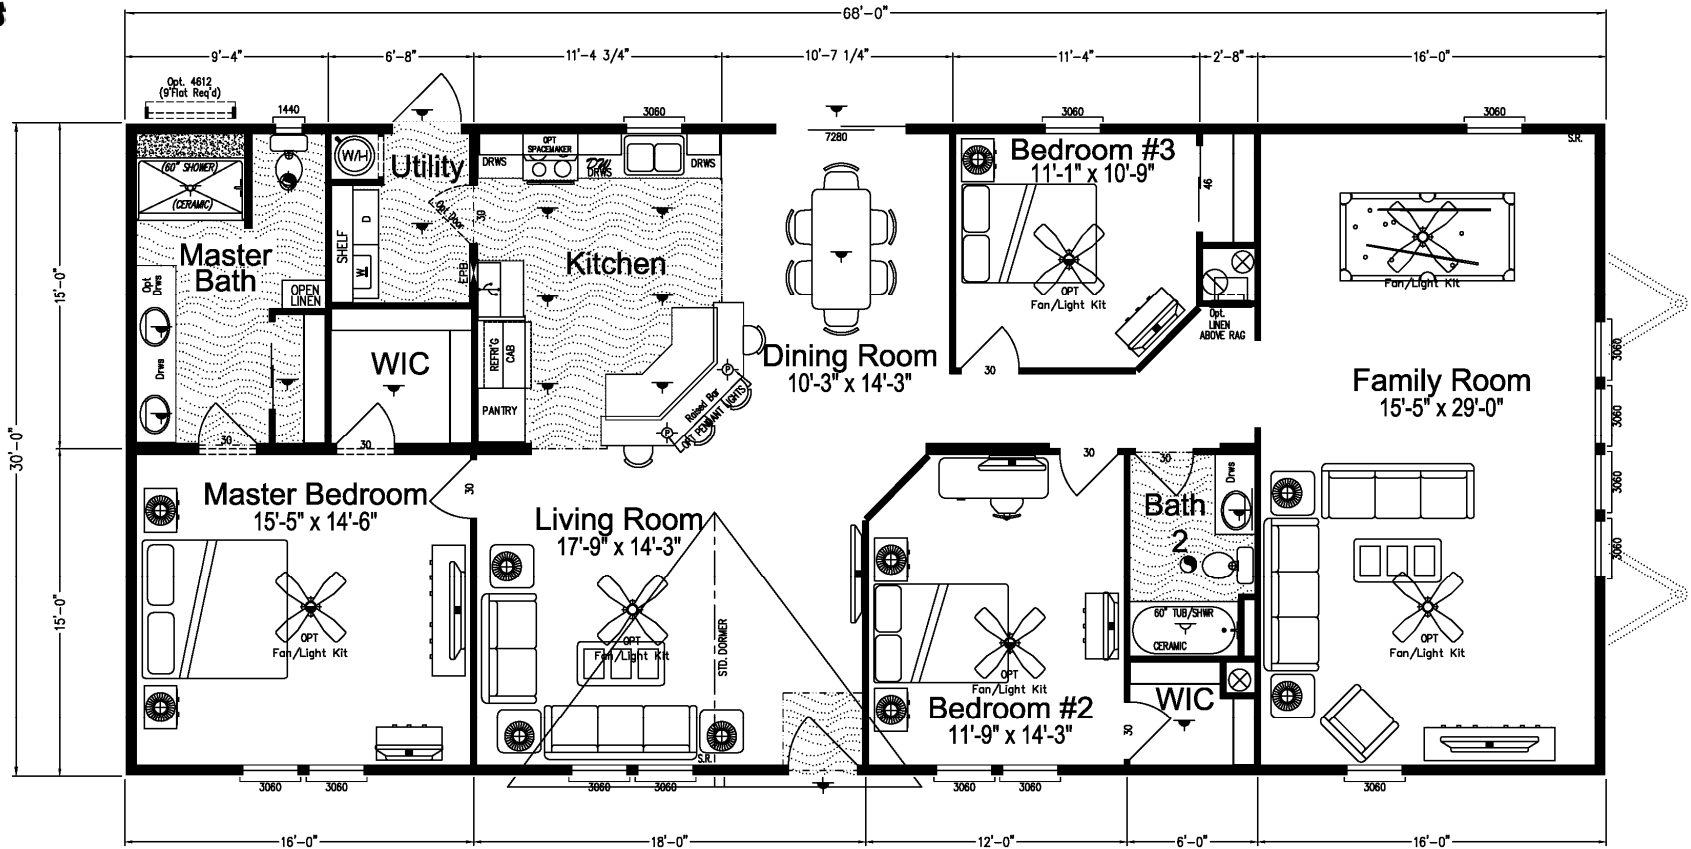 68'-0"
9'-4"
6'-8"
11'-4 3/4"
10'-7 1/4"
11'-4"
2'-8"
16'-0"
Opt. 4612
(9'Flat Req'd)
1440
3060
7280
3060
3060
S.R.
(60" SHOWER)
(CERAMIC)
W/H
Utility
DRWS
OPT
SPACEMAKER
DW
DRWS
DRWS
Bedroom #3
11'-1" x 10'-9"
46
SHELF
D
W
Opt Door
30
EPB
Master
Bath
Opt
Drws
Drws
OPEN
LINEN
Kitchen
OPT
Fan/Light Kit
Fan/Light Kit
Opt.
LINEN
ABOVE RAG
15'-0"
30'-0"
WIC
REFRI'G
CAB
PANTRY
P
P
Raised Bar
OPT PENDANT LIGHTS
Dining Room
10'-3" x 14'-3"
30
Family Room
15'-5" x 29'-0"
3060
3060
3060
3060
30
30
30
30
30
Master Bedroom
15'-5" x 14'-6"
Living Room
17'-9" x 14'-3"
Bath
2
Drws
15'-0"
OPT
Fan/Light Kit
OPT
Fan/Light Kit
STD. DORMER
60" TUB/SHWR
CERAMIC
OPT
Fan/Light Kit
OPT
Fan/Light Kit
Bedroom #2
11'-9" x 14'-3"
WIC
30
S.R.
3060
3060
3060
3060
3060
3060
3060
16'-0"
18'-0"
12'-0"
6'-0"
16'-0"